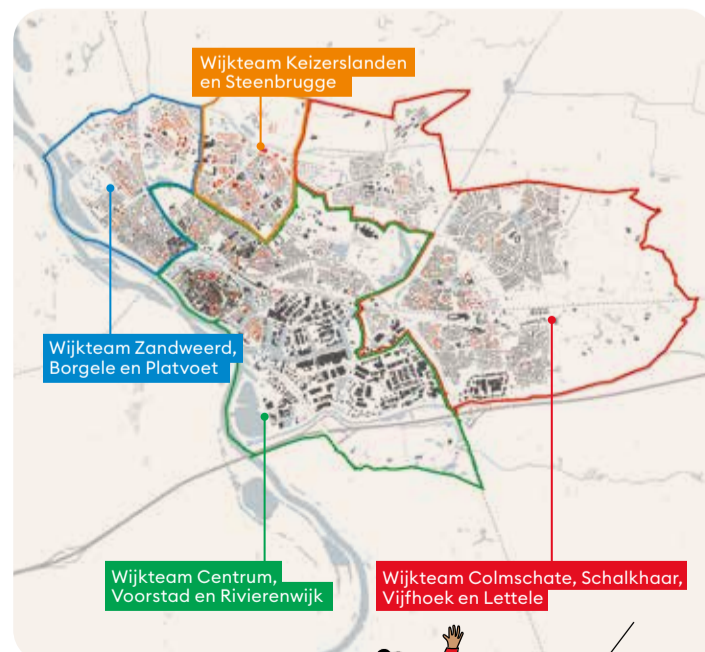 Wijkteam Keizerslanden
en Steenbrugge
Wijkteam Zandweerd,
Borgele en Platvoet
Wijkteam Centrum,
Voorstad en Rivierenwijk
Wijkteam Colmschate, Schalkhaar,
Vijfhoek en Lettele